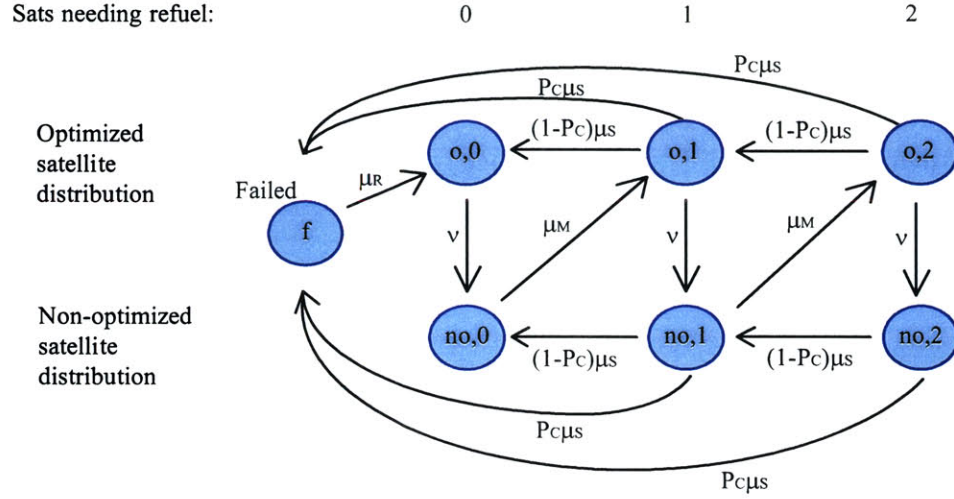 Sats needing refuel: 0 1 2
Pcμs
Pcμs
Optimized
satellite
distribution
(1-Pc)μs (1-Pc)μs
o,0 o,1 o,2
Failed
μR
f
ν μM ν μM ν
Non-optimized
satellite
distribution
no,0 no,1 no,2
(1-Pc)μs (1-Pc)μs
Pcμs
Pcμs